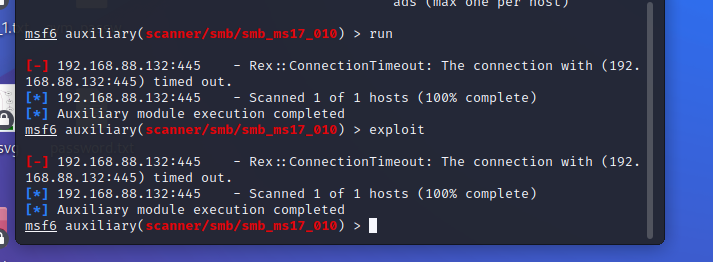 ads (max one per host)
_1.t
msf6 auxiliary(scanner/smb/smb_ms17_010) > run
[-] 192.168.88.132:445    - Rex::ConnectionTimeout: The connection with (192.
168.88.132:445) timed out.
[*] 192.168.88.132:445    - Scanned 1 of 1 hosts (100% complete)
[*] Auxiliary module execution completed
msf6 auxiliary(scanner/smb/smb_ms17_010) > exploit
svg
password.txt
[-] 192.168.88.132:445    - Rex::ConnectionTimeout: The connection with (192.
168.88.132:445) timed out.
[*] 192.168.88.132:445    - Scanned 1 of 1 hosts (100% complete)
[*] Auxiliary module execution completed
msf6 auxiliary(scanner/smb/smb_ms17_010) >